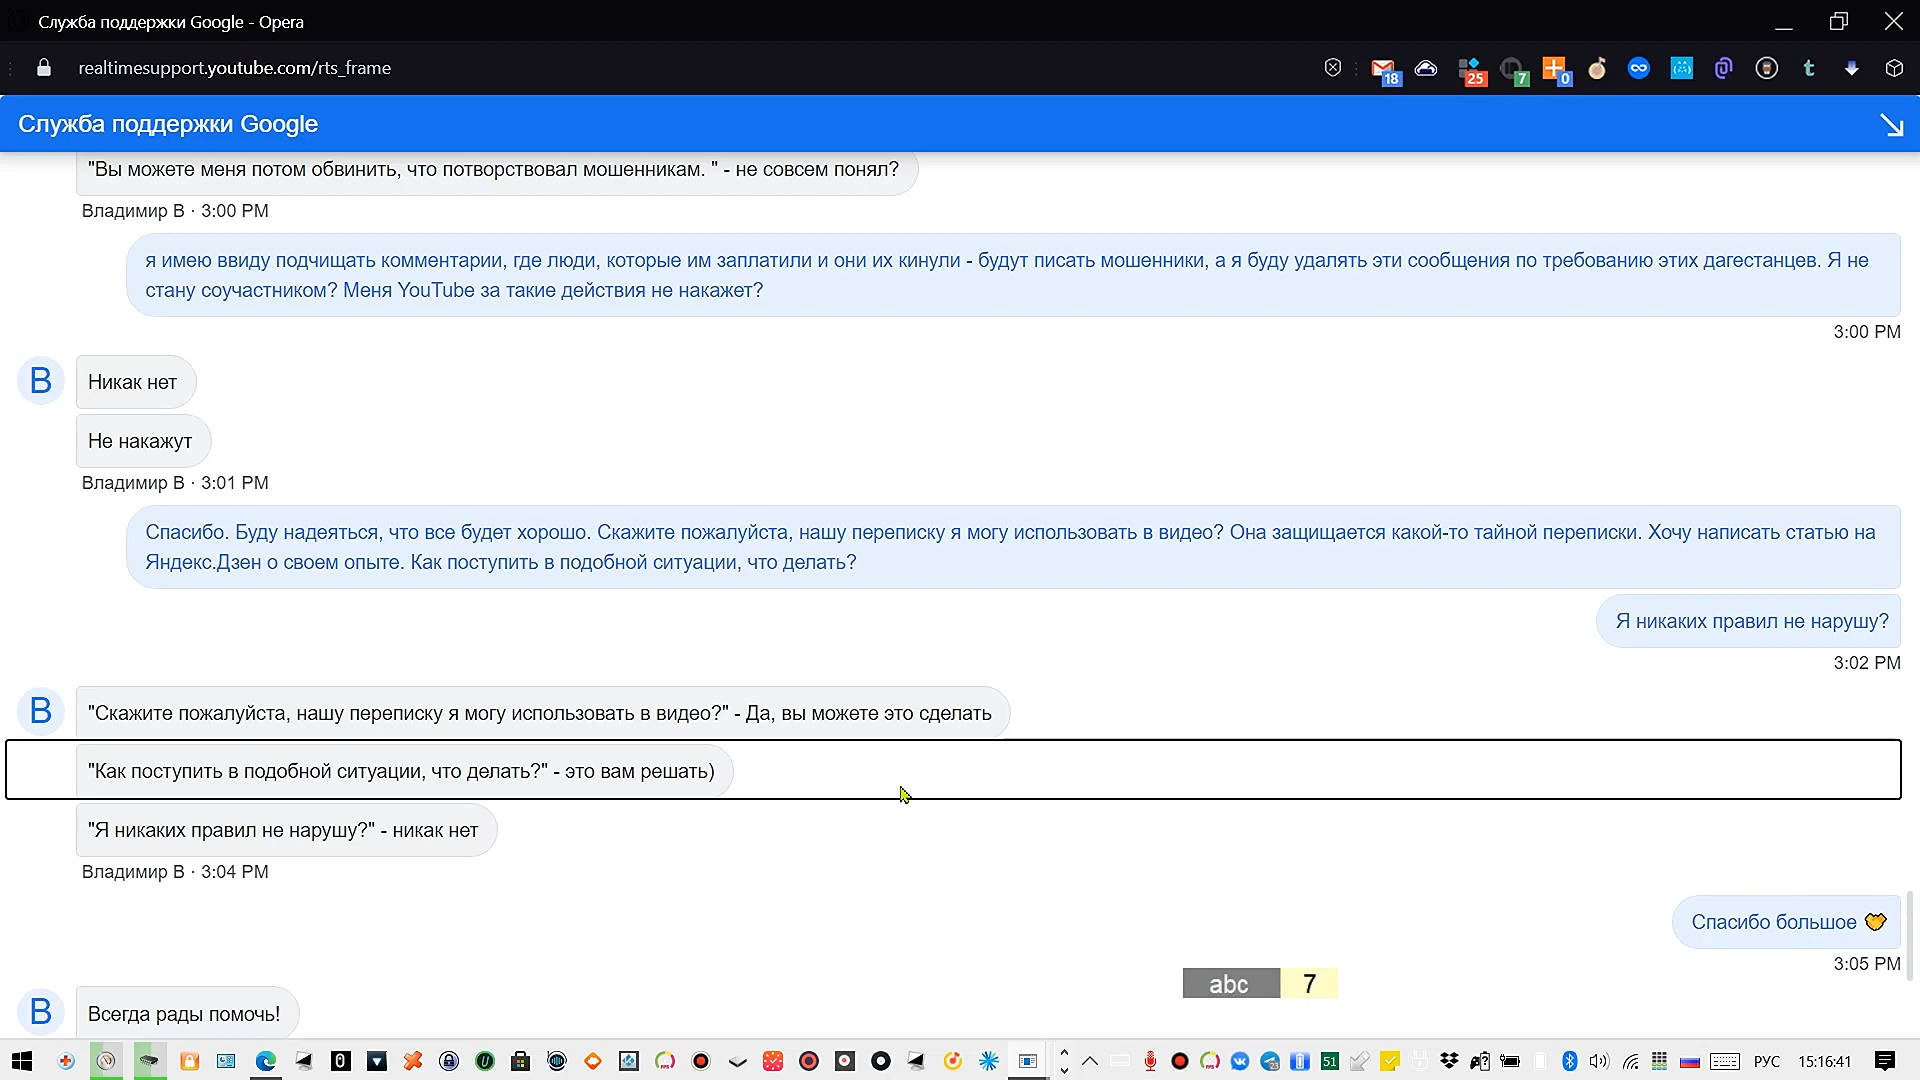 Служба поддержки Google - Opera
realtimesupport.youtube.com/rts_frame
18
25
7
0
t
Служба поддержки Google
"Вы можете меня потом обвинить, что потворствовал мошенникам. " - не совсем понял?
Владимир В · 3:00 PM
я имею ввиду подчищать комментарии, где люди, которые им заплатили и они их кинули - будут писать мошенники, а я буду удалять эти сообщения по требованию этих дагестанцев. Я не
стану соучастником? Меня YouTube за такие действия не накажет?
3:00 PM
В
Никак нет
Не накажут
Владимир В · 3:01 PM
Спасибо. Буду надеяться, что все будет хорошо. Скажите пожалуйста, нашу переписку я могу использовать в видео? Она защищается какой-то тайной переписки. Хочу написать статью на
Яндекс.Дзен о своем опыте. Как поступить в подобной ситуации, что делать?
Я никаких правил не нарушу?
3:02 PM
В
"Скажите пожалуйста, нашу переписку я могу использовать в видео?" - Да, вы можете это сделать
"Как поступить в подобной ситуации, что делать?" - это вам решать)
"Я никаких правил не нарушу?" - никак нет
Владимир В · 3:04 PM
Спасибо большое
3:05 PM
abc 7
В
Всегда рады помочь!
51
РУС
15:16:41